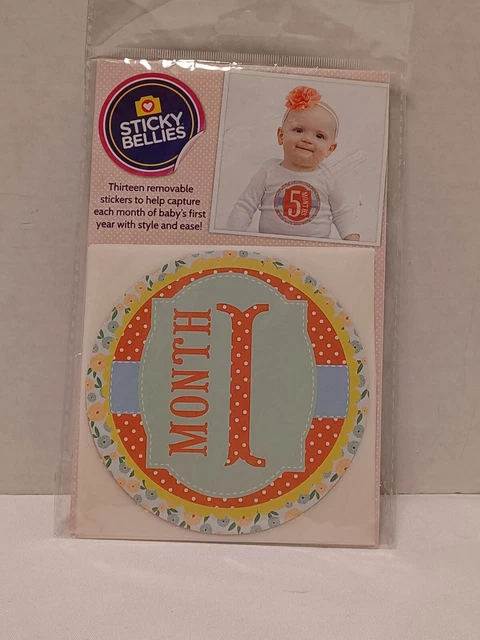 STICKY
BELLIES
Thirteen removable
stickers to help capture
each month of baby's first
year with style and ease!
5
MONTHS
1
MONTH